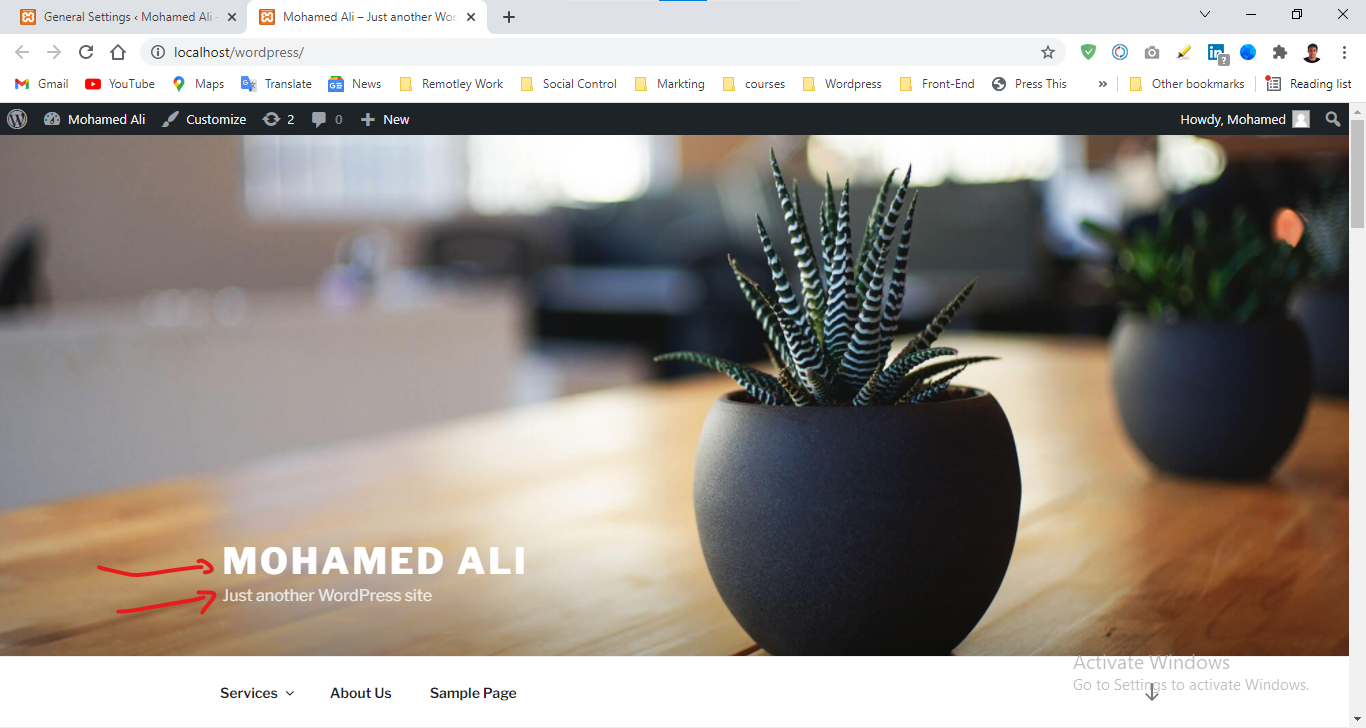 General Settings ‹ Mohamed Ali -
Mohamed Ali – Just another Wor
localhost/wordpress/
Gmail YouTube Maps Translate News Remotley Work Social Control Markting courses Wordpress Front-End Press This » Other bookmarks Reading list
Mohamed Ali Customize 2 0 New Howdy, Mohamed
MOHAMED ALI
Just another WordPress site
Services About Us Sample Page
Activate Windows
Go to Settings to activate Windows.